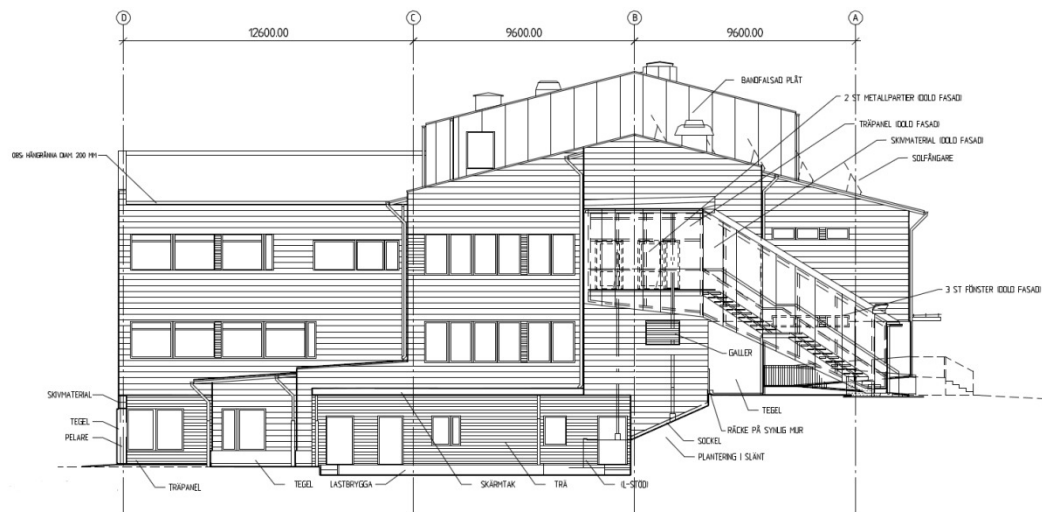 D
C
B
A
12600.00
9600.00
9600.00
BANDFALSAD PLÅT
2 ST METALLPARTIER (DOLD FASAD)
TRÄPANEL (DOLD FASAD)
SKIVMATERIAL (DOLD FASAD)
SOLFÅNGARE
OBS: HÄNGRÄNNA DIAM. 200 MM
3 ST FÖNSTER (DOLD FASAD)
GALLER
SKIVMATERIAL
TEGEL
PELARE
TEGEL
RÄCKE PÅ SYNLIG MUR
SOCKEL
PLANTERING I SLÄNT
TRÄPANEL
TEGEL
LASTBRYGGA
SKÄRMTAK
TRÄ
(L-STÖD)